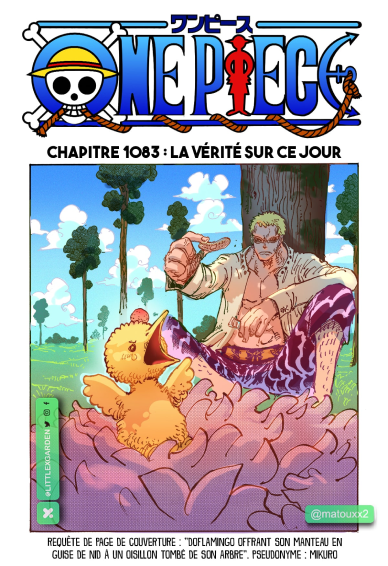 ワンピース
ONE PIECE
CHAPITRE 1083 : LA VÉRITÉ SUR CE JOUR
@LITTLEXGARDEN
@matouxx2
REQUÊTE DE PAGE DE COUVERTURE : "DOFLAMINGO OFFRANT SON MANTEAU EN
GUISE DE NID À UN OISILLON TOMBÉ DE SON ARBRE". PSEUDONYME : MIKURO